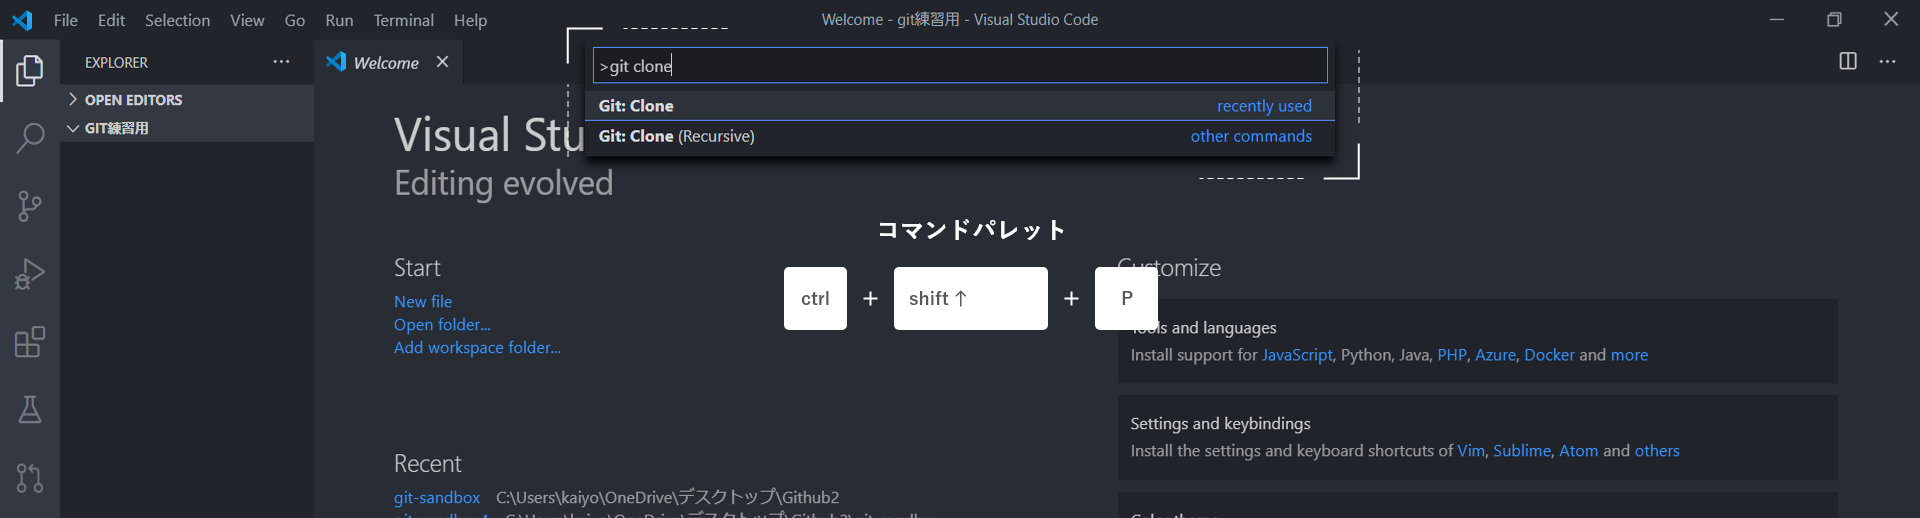 File Edit Selection View Go Run Terminal Help
Welcome - git練習用 - Visual Studio Code
EXPLORER
Welcome
>git clone
OPEN EDITORS
Git: Clone recently used
GIT練習用
Git: Clone (Recursive) other commands
Visual Stu
Editing evolved
コマンドパレット
ctrl + shift ↑ + P
Start
New file
Open folder...
Add workspace folder...
Customize
Tools and languages
Install support for JavaScript, Python, Java, PHP, Azure, Docker and more
Settings and keybindings
Install the settings and keyboard shortcuts of Vim, Sublime, Atom and others
Recent
git-sandbox C:\Users\kaiyo\OneDrive\デスクトップ\Github2